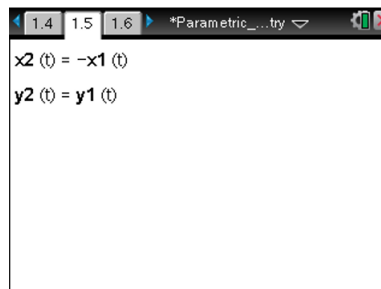 1.4 1.5 1.6 *Parametric_...try
x2 (t) = −x1 (t)
y2 (t) = y1 (t)